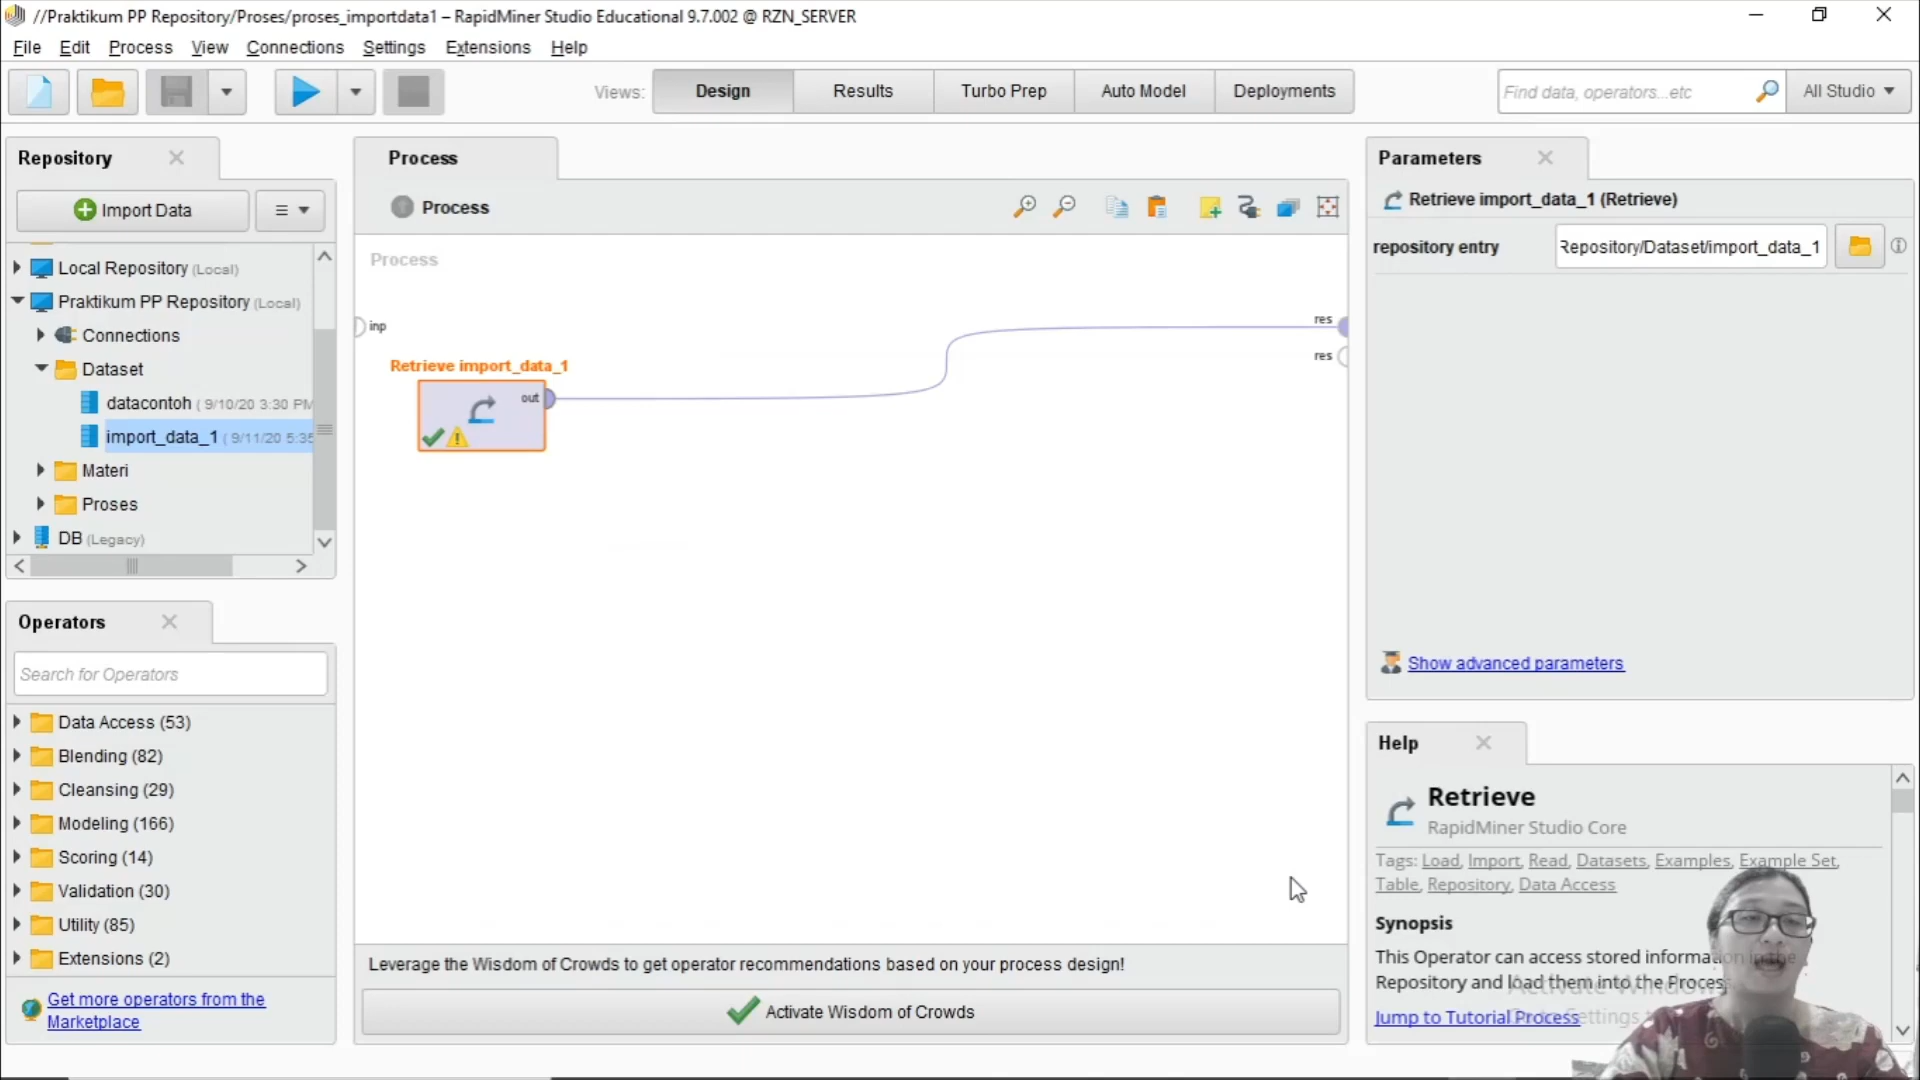 //Praktikum PP Repository/Proses/proses_importdata1 – RapidMiner Studio Educational 9.7.002 @ RZN_SERVER
File Edit Process View Connections Settings Extensions Help
Views: Design Results Turbo Prep Auto Model Deployments
Find data, operators...etc
All Studio
Repository
Import Data
Local Repository (Local)
Praktikum PP Repository (Local)
Connections
Dataset
datacontoh ( 9/10/20 3:30 PM
import_data_1 ( 9/11/20 5:35
Materi
Proses
DB (Legacy)
Operators
Search for Operators
Data Access (53)
Blending (82)
Cleansing (29)
Modeling (166)
Scoring (14)
Validation (30)
Utility (85)
Extensions (2)
Get more operators from the
Marketplace
Process
Process
Process
inp
res
res
Retrieve import_data_1
out
Leverage the Wisdom of Crowds to get operator recommendations based on your process design!
Activate Wisdom of Crowds
Parameters
Retrieve import_data_1 (Retrieve)
repository entry
Repository/Dataset/import_data_1
Show advanced parameters
Help
Retrieve
RapidMiner Studio Core
Tags: Load, Import, Read, Datasets, Examples, Example Set,
Table, Repository, Data Access
Synopsis
This Operator can access stored information in the
Repository and load them into the Process
Jump to Tutorial Process
Activate Windows
Settings